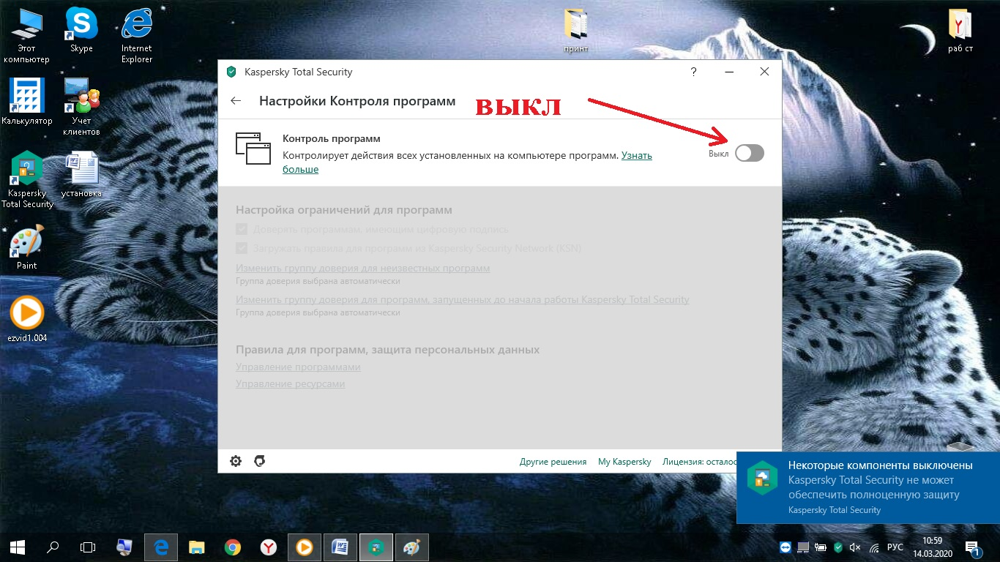 Этот
компьютер
Skype
Internet
Explorer
принт
раб ст
Калькулятор
Учет
клиентов
Kaspersky
Total Security
установка
Paint
ezvid1.004
Kaspersky Total Security
?
Настройки Контроля программ
ВЫКЛ
Контроль программ
Контролирует действия всех установленных на компьютере программ. Узнать
больше
Выкл
Настройка ограничений для программ
Доверять программам, имеющим цифровую подпись
Загружать правила для программ из Kaspersky Security Network (KSN)
Изменить группу доверия для неизвестных программ
Группа доверия выбрана автоматически
Изменить группу доверия для программ, запущенных до начала работы Kaspersky Total Security
Группа доверия выбрана автоматически
Правила для программ, защита персональных данных
Управление программами
Управление ресурсами
Другие решения My Kaspersky Лицензия: осталос
Некоторые компоненты выключены
Kaspersky Total Security не может
обеспечить полноценную защиту
Kaspersky Total Security
РУС
10:59
14.03.2020
1